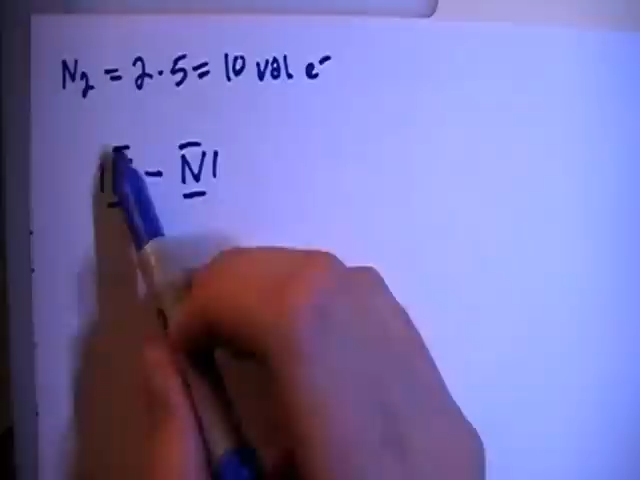 N₂ = 2 · 5 = 10 val e⁻
– N